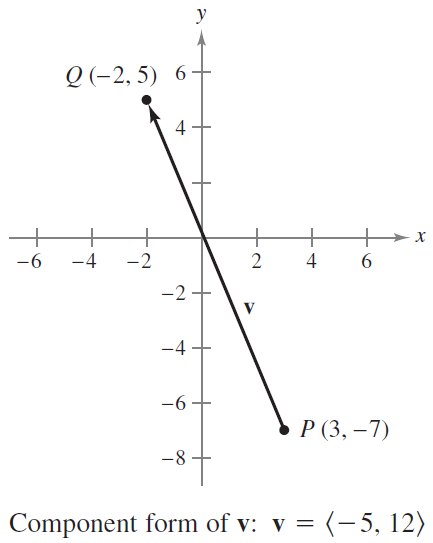 y
Q (−2, 5) 6
4
x
−6 −4 −2 2 4 6
−2
v
−4
−6
P (3, −7)
−8
Component form of v: v = ⟨−5, 12⟩